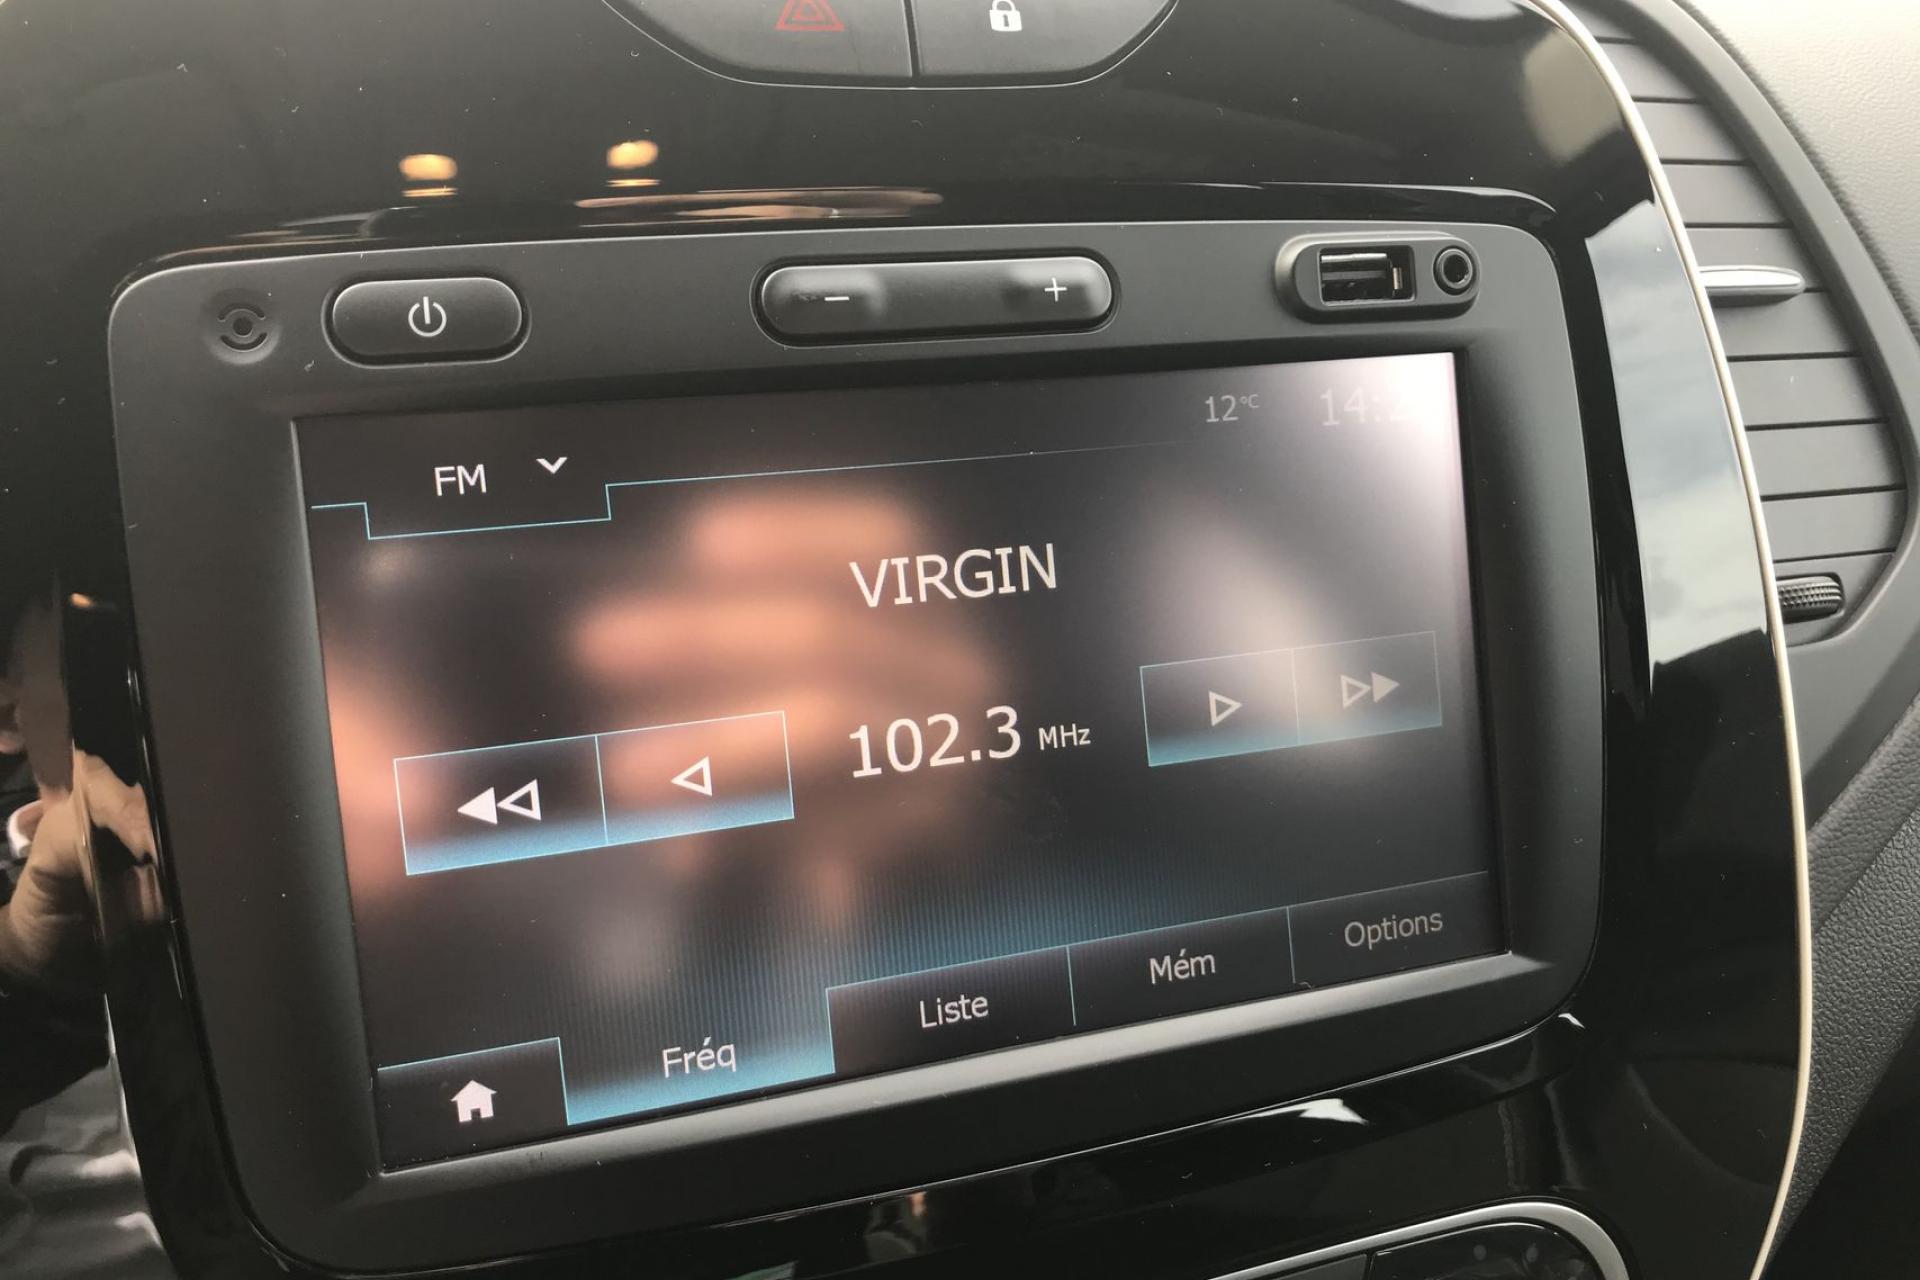 12°C
FM
VIRGIN
102.3 MHz
Fréq Liste Mém Options